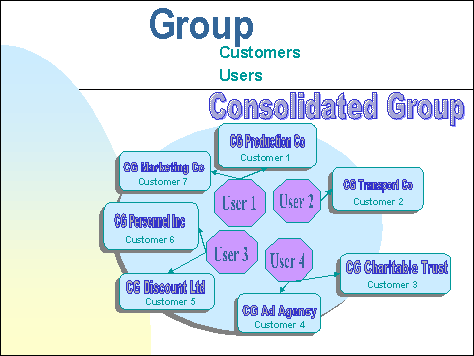 Group
Customers
Users
Consolidated Group
CG Production Co
Customer 1
CG Marketing Co
Customer 7
CG Transport Co
Customer 2
User 1
User 2
CG Personnel Inc
Customer 6
User 3
User 4
CG Charitable Trust
Customer 3
CG Discount Ltd
Customer 5
CG Ad Agency
Customer 4